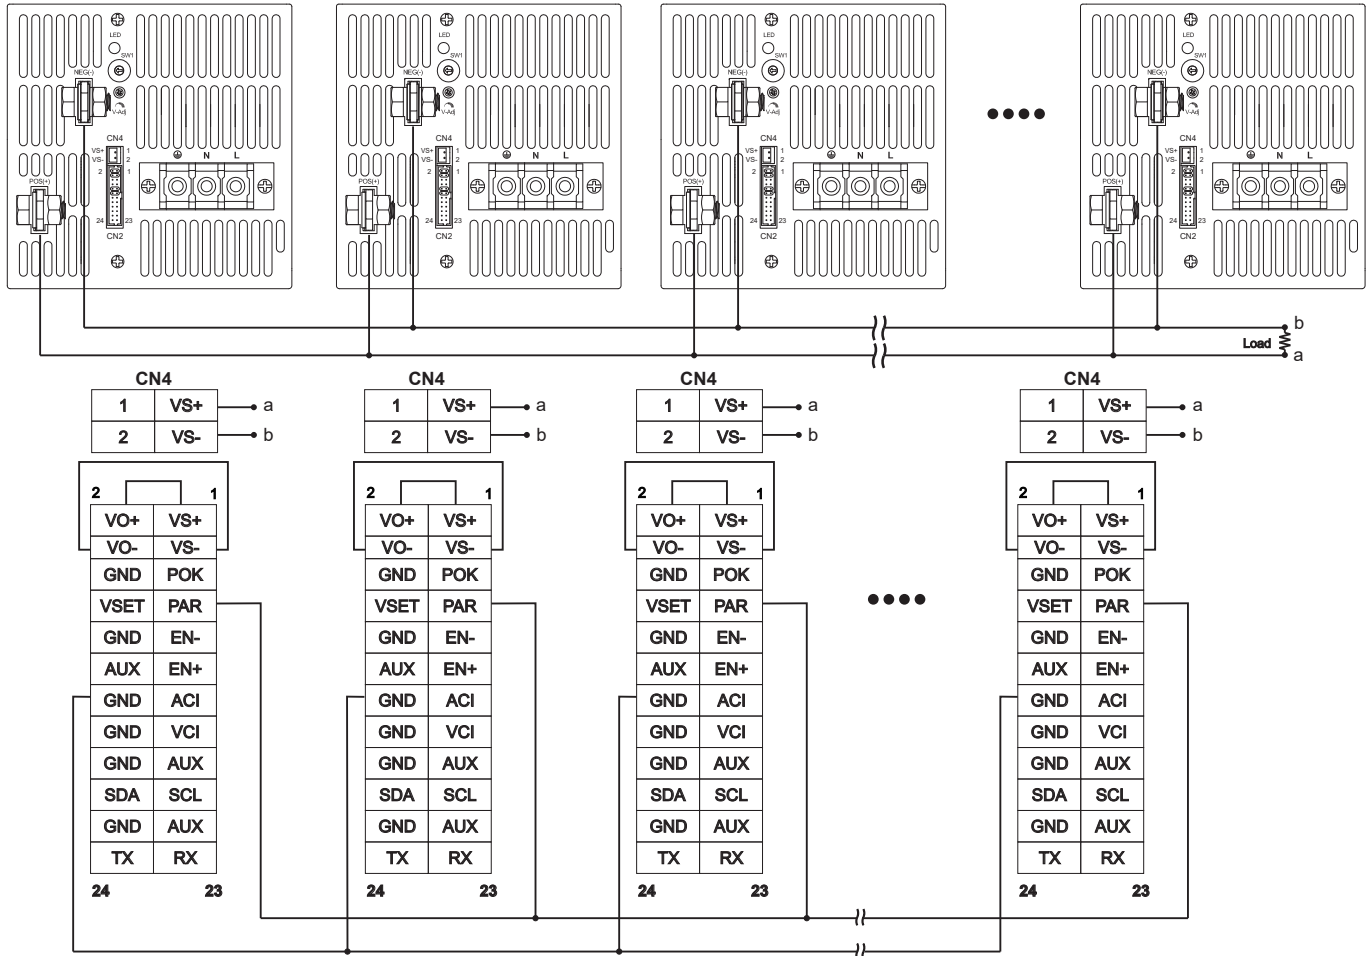 LED LED LED LED
SW1 SW1 SW1 SW1
NEG(-) NEG(-) NEG(-) NEG(-)
V-Adj V-Adj V-Adj V-Adj
CN4 CN4 CN4 CN4
VS+ 1 VS+ 1 VS+ 1 VS+ 1
VS- 2 N L VS- 2 N L VS- 2 N L VS- 2 N L
2 1 2 1 2 1 2 1
POS(+) POS(+) POS(+) POS(+)
24 23 24 23 24 23 24 23
CN2 CN2 CN2 CN2
b
Load
a
CN4 CN4 CN4 CN4
1 VS+ a 1 VS+ a 1 VS+ a 1 VS+ a
2 VS- b 2 VS- b 2 VS- b 2 VS- b
2 1 2 1 2 1 2 1
VO+ VS+ VO+ VS+ VO+ VS+ VO+ VS+
VO- VS- VO- VS- VO- VS- VO- VS-
GND POK GND POK GND POK GND POK
VSET PAR VSET PAR VSET PAR VSET PAR
GND EN- GND EN- GND EN- GND EN-
AUX EN+ AUX EN+ AUX EN+ AUX EN+
GND ACI GND ACI GND ACI GND ACI
GND VCI GND VCI GND VCI GND VCI
GND AUX GND AUX GND AUX GND AUX
SDA SCL SDA SCL SDA SCL SDA SCL
GND AUX GND AUX GND AUX GND AUX
TX RX TX RX TX RX TX RX
24 23 24 23 24 23 24 23